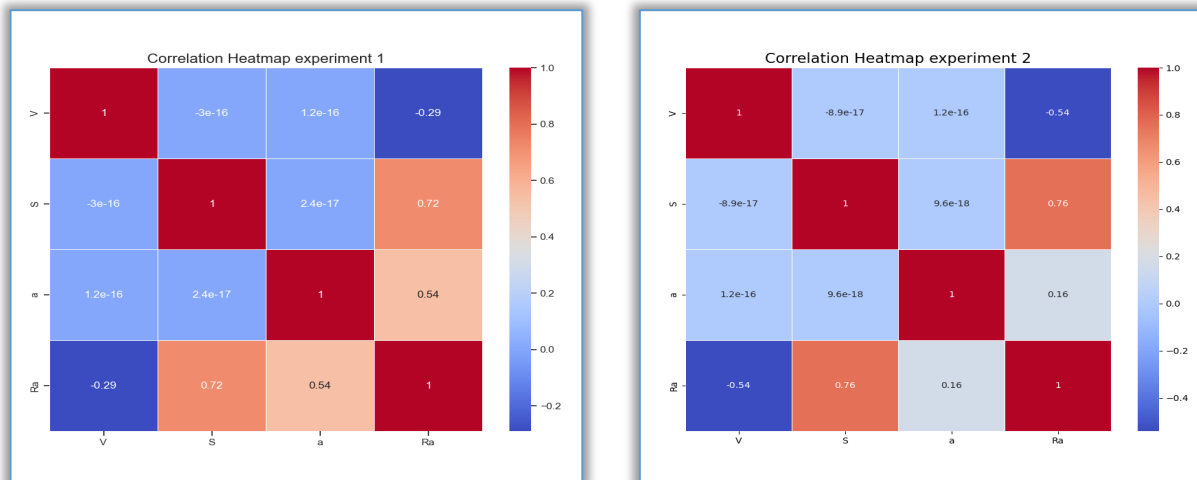 Correlation Heatmap experiment 1
V 1 -3e-16 1.2e-16 -0.29
S -3e-16 1 2.4e-17 0.72
a 1.2e-16 2.4e-17 1 0.54
Ra -0.29 0.72 0.54 1
V S a Ra
1.0
0.8
0.6
0.4
0.2
0.0
−0.2
Correlation Heatmap experiment 2
V 1 -8.9e-17 1.2e-16 -0.54
S -8.9e-17 1 9.6e-18 0.76
a 1.2e-16 9.6e-18 1 0.16
Ra -0.54 0.76 0.16 1
V S a Ra
1.0
0.8
0.6
0.4
0.2
0.0
−0.2
−0.4